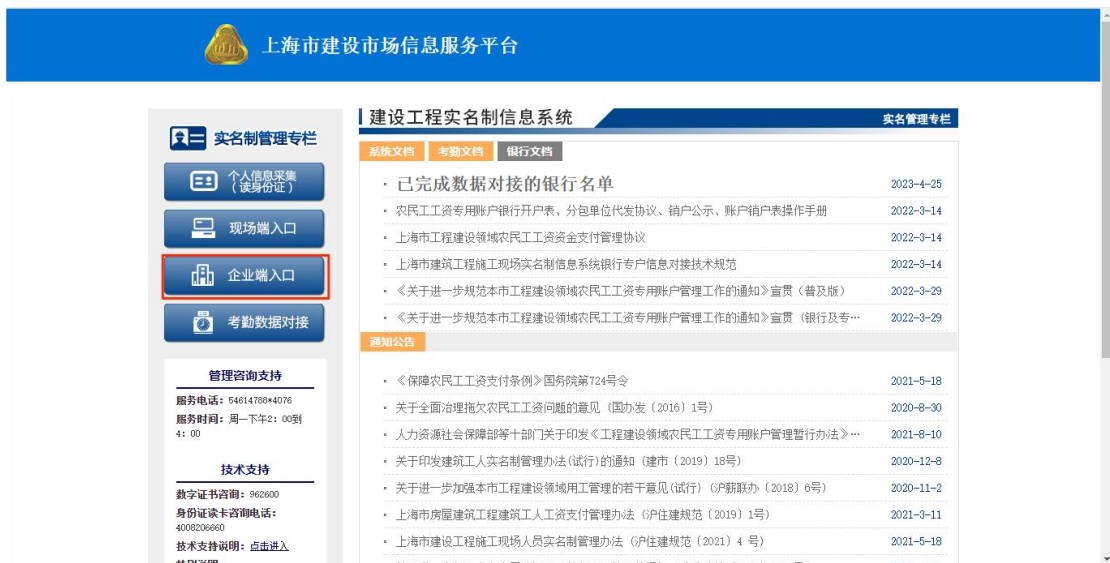 上海市建设市场信息服务平台
实名制管理专栏
个人信息采集
(读身份证)
现场端入口
企业端入口
考勤数据对接
管理咨询支持
服务电话：54614788*4076
服务时间：周一下午2：00到
4：00
技术支持
数字证书咨询：962600
身份证读卡咨询电话：
4008206660
技术支持说明：点击进入
建设工程实名制信息系统
实名管理专栏
系统文档 考勤文档 银行文档
· 已完成数据对接的银行名单 2023-4-25
· 农民工工资专用账户银行开户表、分包单位代发协议、销户公示、账户销户表操作手册 2022-3-14
· 上海市工程建设领域农民工工资资金支付管理协议 2022-3-14
· 上海市建筑工程施工现场实名制信息系统银行专户信息对接技术规范 2022-3-14
· 《关于进一步规范本市工程建设领域农民工工资专用账户管理工作的通知》宣贯（普及版） 2022-3-29
· 《关于进一步规范本市工程建设领域农民工工资专用账户管理工作的通知》宣贯（银行及专… 2022-3-29
通知公告
· 《保障农民工工资支付条例》国务院第724号令 2021-5-18
· 关于全面治理拖欠农民工工资问题的意见（国办发〔2016〕1号） 2020-8-30
· 人力资源社会保障部等十部门关于印发《工程建设领域农民工工资专用账户管理暂行办法》… 2021-8-10
· 关于印发建筑工人实名制管理办法(试行)的通知（建市〔2019〕18号） 2020-12-8
· 关于进一步加强本市工程建设领域用工管理的若干意见(试行)（沪薪联办〔2018〕6号） 2020-11-2
· 上海市房屋建筑工程建筑工人工资支付管理办法（沪住建规范〔2019〕1号） 2021-3-11
· 上海市建设工程施工现场人员实名制管理办法（沪住建规范〔2021〕4 号） 2021-5-18